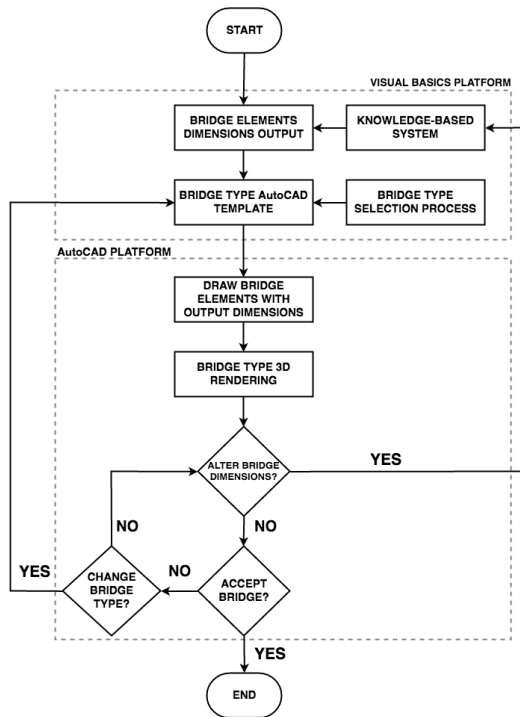 START
VISUAL BASICS PLATFORM
BRIDGE ELEMENTS
DIMENSIONS OUTPUT
KNOWLEDGE-BASED
SYSTEM
BRIDGE TYPE AutoCAD
TEMPLATE
BRIDGE TYPE
SELECTION PROCESS
AutoCAD PLATFORM
DRAW BRIDGE
ELEMENTS WITH
OUTPUT DIMENSIONS
BRIDGE TYPE 3D
RENDERING
ALTER BRIDGE
DIMENSIONS?
YES
NO
NO
YES
CHANGE
BRIDGE
TYPE?
NO
ACCEPT
BRIDGE?
YES
END